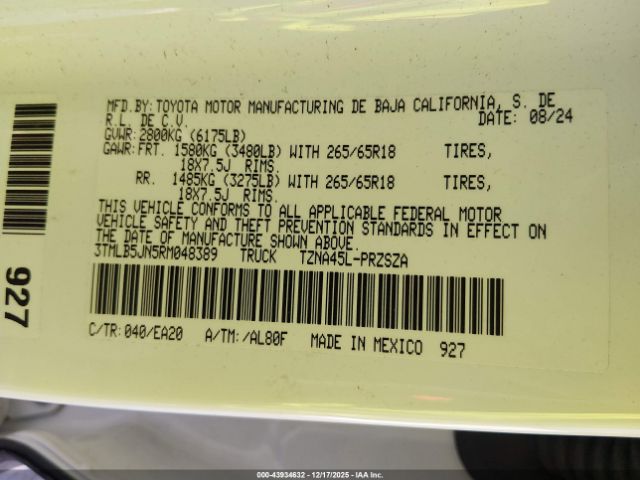 MFD.BY: TOYOTA MOTOR MANUFACTURING DE BAJA CALIFORNIA, S. DE
R.L. DE C.V. DATE: 08/24
GVWR: 2800KG (6175LB)
GAWR: FRT. 1580KG (3480LB) WITH 265/65R18 TIRES,
18X7.5J RIMS.
RR. 1485KG (3275LB) WITH 265/65R18 TIRES,
18X7.5J RIMS.
THIS VEHICLE CONFORMS TO ALL APPLICABLE FEDERAL MOTOR
VEHICLE SAFETY AND THEFT PREVENTION STANDARDS IN EFFECT ON
THE DATE OF MANUFACTURE SHOWN ABOVE.
3TMLB5JN5RM048389 TRUCK TZNA45L-PRZSZA
C/TR: 040/EA20 A/TM: /AL80F MADE IN MEXICO 927
927
000-43934632 | 12/17/2025 - IAAI.COM